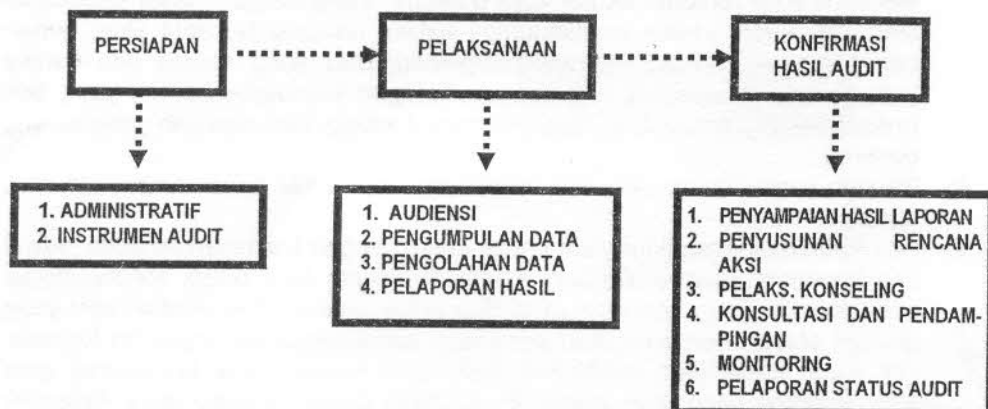 PERSIAPAN
PELAKSANAAN
KONFIRMASI
HASIL AUDIT
1. ADMINISTRATIF
2. INSTRUMEN AUDIT
1. AUDIENSI
2. PENGUMPULAN DATA
3. PENGOLAHAN DATA
4. PELAPORAN HASIL
1. PENYAMPAIAN HASIL LAPORAN
2. PENYUSUNAN RENCANA
AKSI
3. PELAKS. KONSELING
4. KONSULTASI DAN PENDAM-
PINGAN
5. MONITORING
6. PELAPORAN STATUS AUDIT